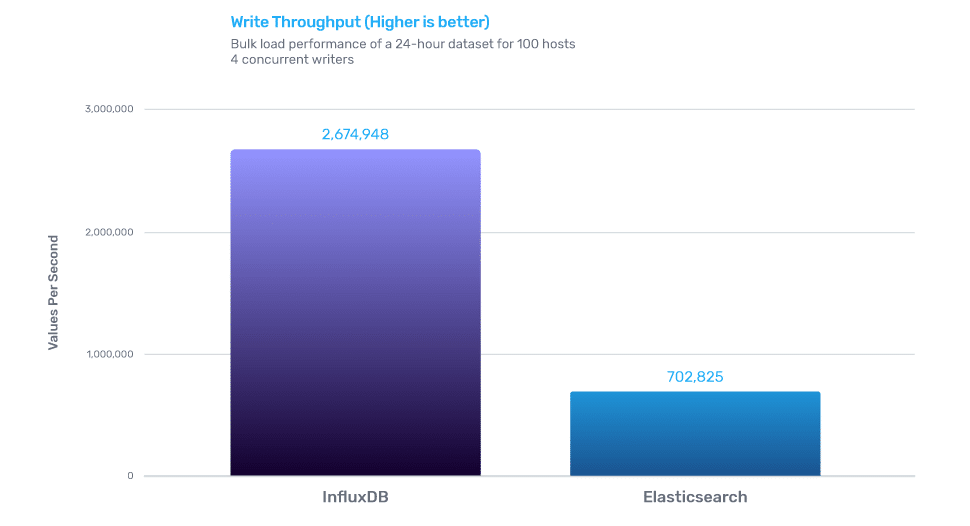 Write Throughput (Higher is better)
Bulk load performance of a 24-hour dataset for 100 hosts
4 concurrent writers
3,000,000
2,674,948
2,000,000
Values Per Second
1,000,000
702,825
0
InfluxDB
Elasticsearch